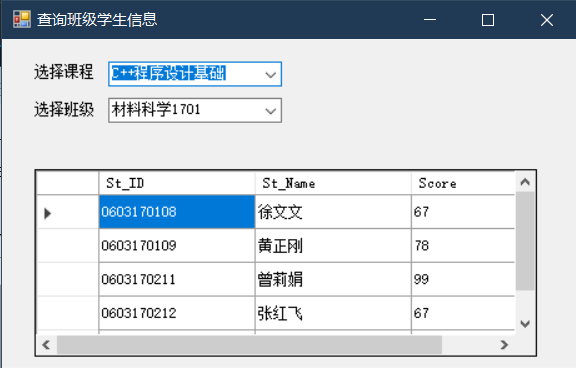 查询班级学生信息
选择课程 C++程序设计基础
选择班级 材料科学1701
St_ID St_Name Score
0603170108 徐文文 67
0603170109 黄正刚 78
0603170211 曾莉娟 99
0603170212 张红飞 67